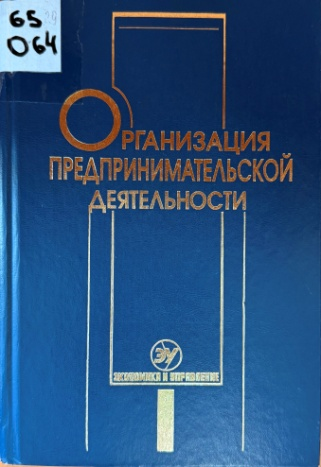 65
О64
ОРГАНИЗАЦИЯ
ПРЕДПРИНИМАТЕЛЬСКОЙ
ДЕЯТЕЛЬНОСТИ
ЭУ
ЭКОНОМИКА И УПРАВЛЕНИЕ